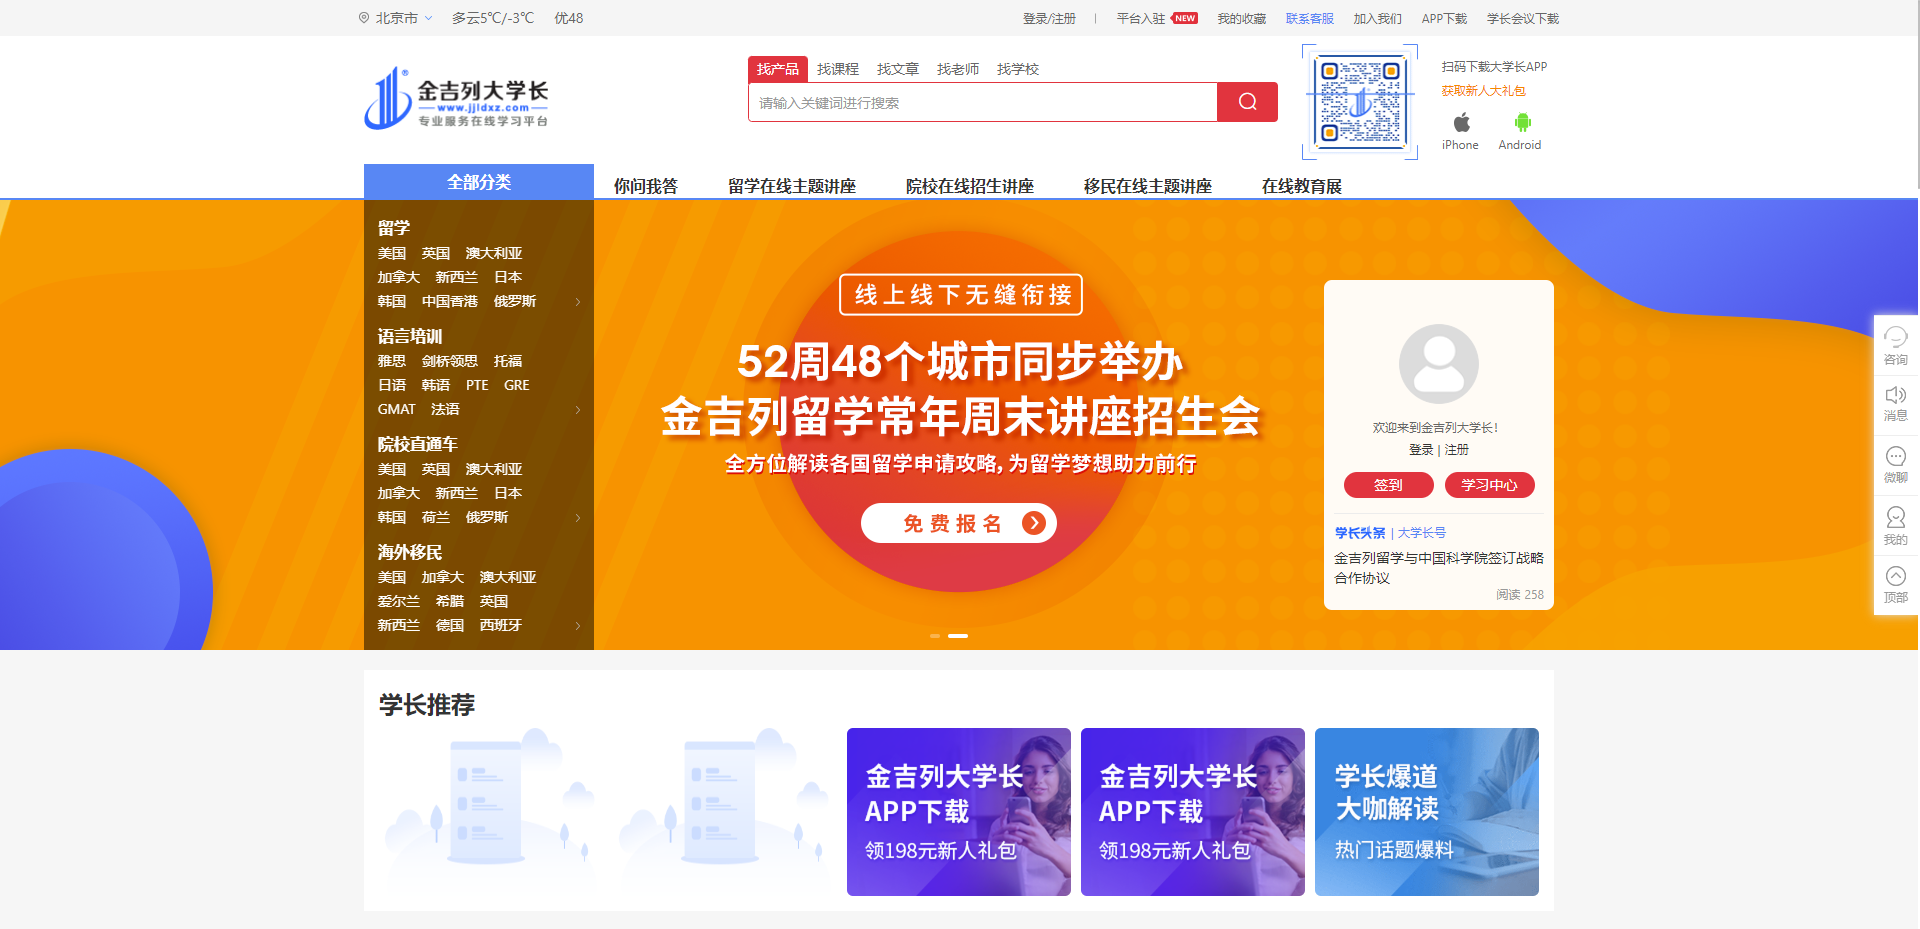 北京市 多云5℃/-3℃ 优48
登录/注册 | 平台入驻 NEW 我的收藏 联系客服 加入我们 APP下载 学长会议下载
金吉列大学长
www.jjldxz.com
专业服务在线学习平台
找产品 找课程 找文章 找老师 找学校
请输入关键词进行搜索
扫码下载大学长APP
获取新人大礼包
iPhone Android
全部分类 你问我答 留学在线主题讲座 院校在线招生讲座 移民在线主题讲座 在线教育展
留学
美国 英国 澳大利亚
加拿大 新西兰 日本
韩国 中国香港 俄罗斯
语言培训
雅思 剑桥领思 托福
日语 韩语 PTE GRE
GMAT 法语
院校直通车
美国 英国 澳大利亚
加拿大 新西兰 日本
韩国 荷兰 俄罗斯
海外移民
美国 加拿大 澳大利亚
爱尔兰 希腊 英国
新西兰 德国 西班牙
线上线下无缝衔接
52周48个城市同步举办
金吉列留学常年周末讲座招生会
全方位解读各国留学申请攻略,为留学梦想助力前行
免费报名
欢迎来到金吉列大学长!
登录 | 注册
签到 学习中心
学长头条 | 大学长号
金吉列留学与中国科学院签订战略
合作协议
阅读 258
咨询
消息
微聊
我的
顶部
学长推荐
金吉列大学长
APP下载
领198元新人礼包
金吉列大学长
APP下载
领198元新人礼包
学长爆道
大咖解读
热门话题爆料